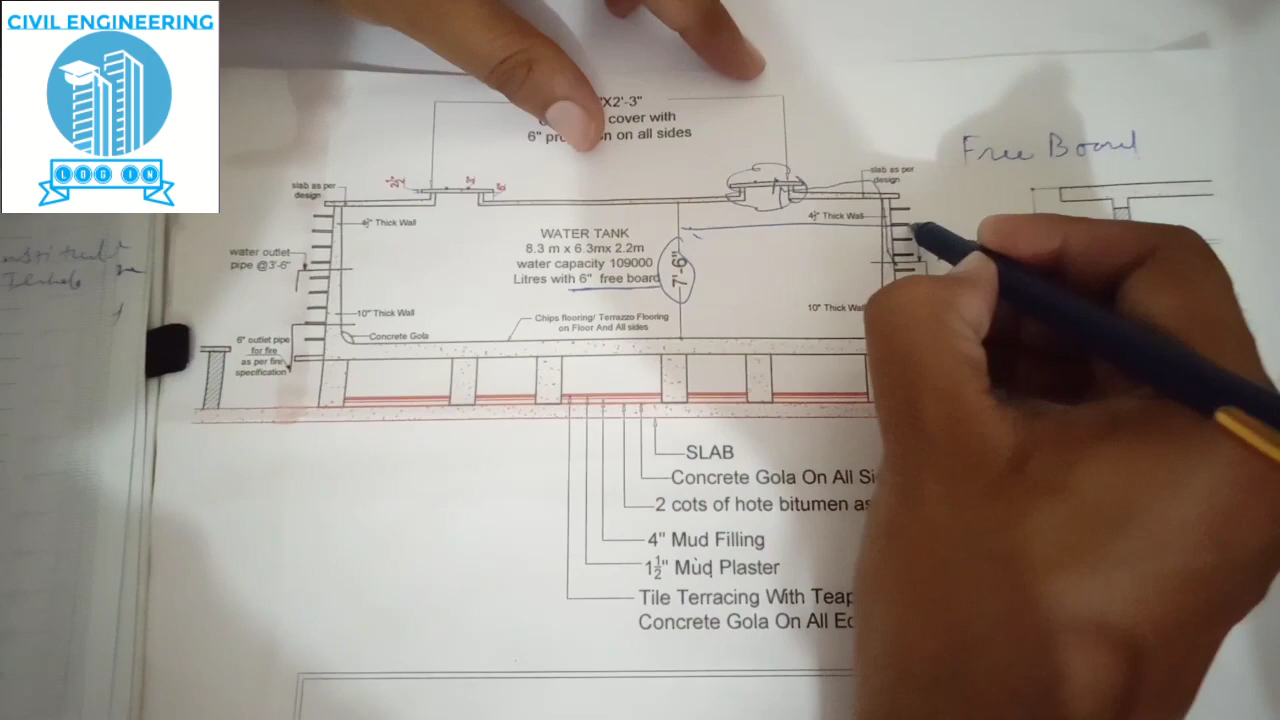 CIVIL ENGINEERING
LOG IN
X2'-3"
cover with
6" on all sides
Free Board
slab as per
design
slab as per
design
4½" Thick Wall
4½" Thick Wall
WATER TANK
8.3 m x 6.3mx 2.2m
water capacity 109000
Litres with 6" free board
7'-6"
water outlet
pipe @3'-6"
10" Thick Wall
10" Thick Wall
Concrete Gola
Chips flooring/ Terrazzo Flooring
on Floor And All sides
6" outlet pipe
for fire
as per fire
specification
SLAB
Concrete Gola On All Si
2 cots of hote bitumen as
4" Mud Filling
1½" Mud Plaster
Tile Terracing With Teap
Concrete Gola On All Ed